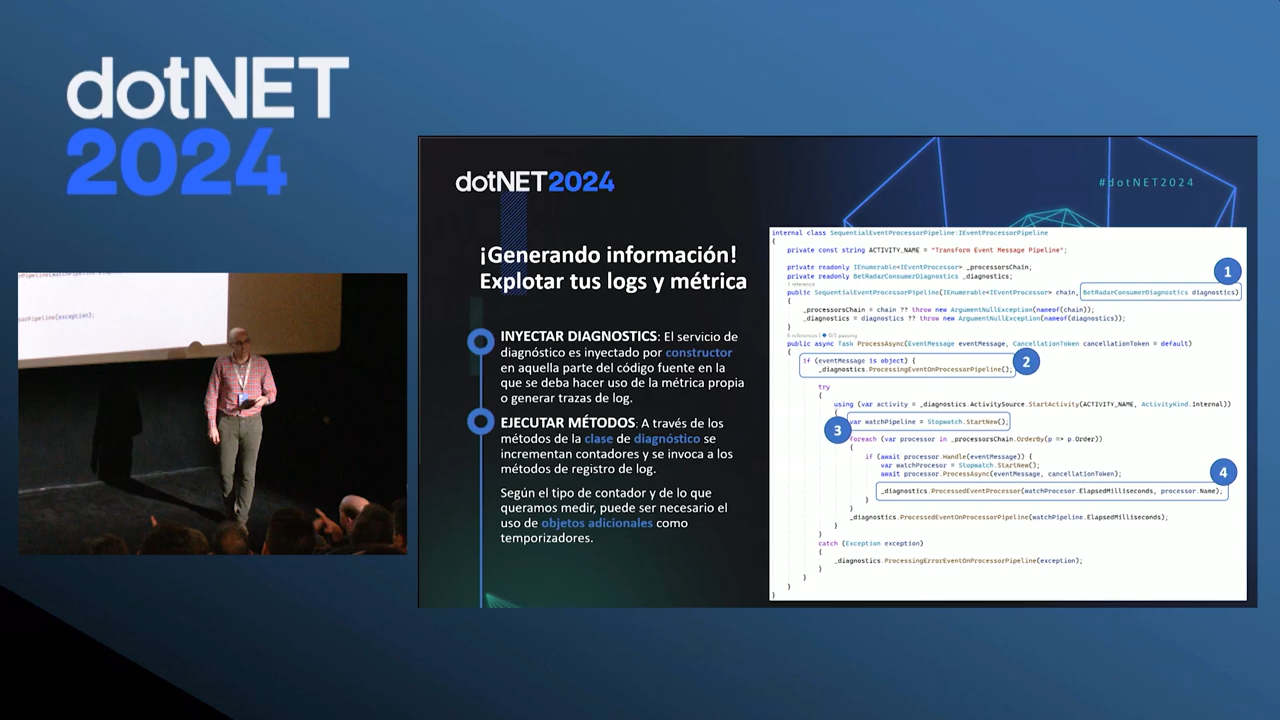 dotNET
2024
dotNET2024
#dotNET2024
¡Generando información!
Explotar tus logs y métrica
INYECTAR DIAGNOSTICS: El servicio de
diagnóstico es inyectado por constructor
en aquella parte del código fuente en la
que se deba hacer uso de la métrica propia
o generar trazas de log.
EJECUTAR MÉTODOS: A través de los
métodos de la clase de diagnóstico se
incrementan contadores y se invoca a los
métodos de registro de log.
Según el tipo de contador y de lo que
queramos medir, puede ser necesario el
uso de objetos adicionales como
temporizadores.
internal class SequentialEventProcessorPipeline:IEventProcessorPipeline
{
private const string ACTIVITY_NAME = "Transform Event Message Pipeline";
private readonly IEnumerable<IEventProcessor> _processorsChain;
private readonly BetRadarConsumerDiagnostics _diagnostics;
1 reference
1
public SequentialEventProcessorPipeline(IEnumerable<IEventProcessor> chain, BetRadarConsumerDiagnostics diagnostics)
{
_processorsChain = chain ?? throw new ArgumentNullException(nameof(chain));
_diagnostics = diagnostics ?? throw new ArgumentNullException(nameof(diagnostics));
}
6 references | 0/3 passing
public async Task ProcessAsync(EventMessage eventMessage, CancellationToken cancellationToken = default)
{
if (eventMessage is object) {
_diagnostics.ProcessingEventOnProcessorPipeline();
2
try
{
using (var activity = _diagnostics.ActivitySource.StartActivity(ACTIVITY_NAME, ActivityKind.Internal))
{
var watchPipeline = Stopwatch.StartNew();
3
foreach (var processor in _processorsChain.OrderBy(p => p.Order))
{
if (await processor.Handle(eventMessage)) {
var watchProcesor = Stopwatch.StartNew();
await processor.ProcessAsync(eventMessage, cancellationToken);
4
_diagnostics.ProcessedEventProcessor(watchProcesor.ElapsedMilliseconds, processor.Name);
}
}
_diagnostics.ProcessedEventOnProcessorPipeline(watchPipeline.ElapsedMilliseconds);
}
}
catch (Exception exception)
{
_diagnostics.ProcessingErrorEventOnProcessorPipeline(exception);
}
}
}
}
Pipeline(exception);